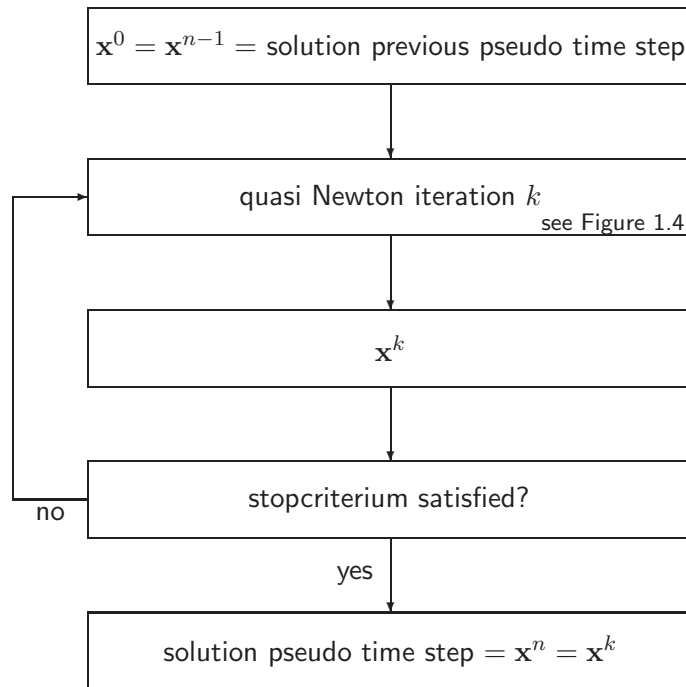 x⁰ = xⁿ⁻¹ = solution previous pseudo time step
quasi Newton iteration k
see Figure 1.4
xᵏ
stopcriterium satisfied?
no
yes
solution pseudo time step = xⁿ = xᵏ